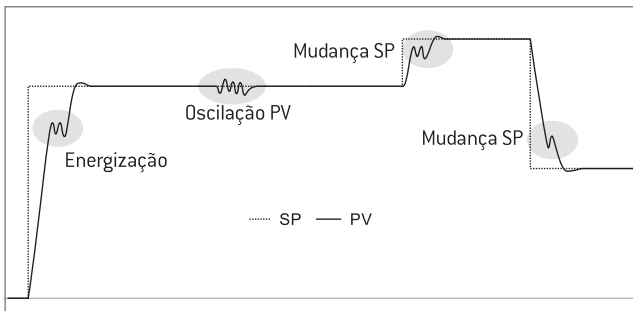 Mudança SP
Oscilação PV
Energização
Mudança SP
SP
PV